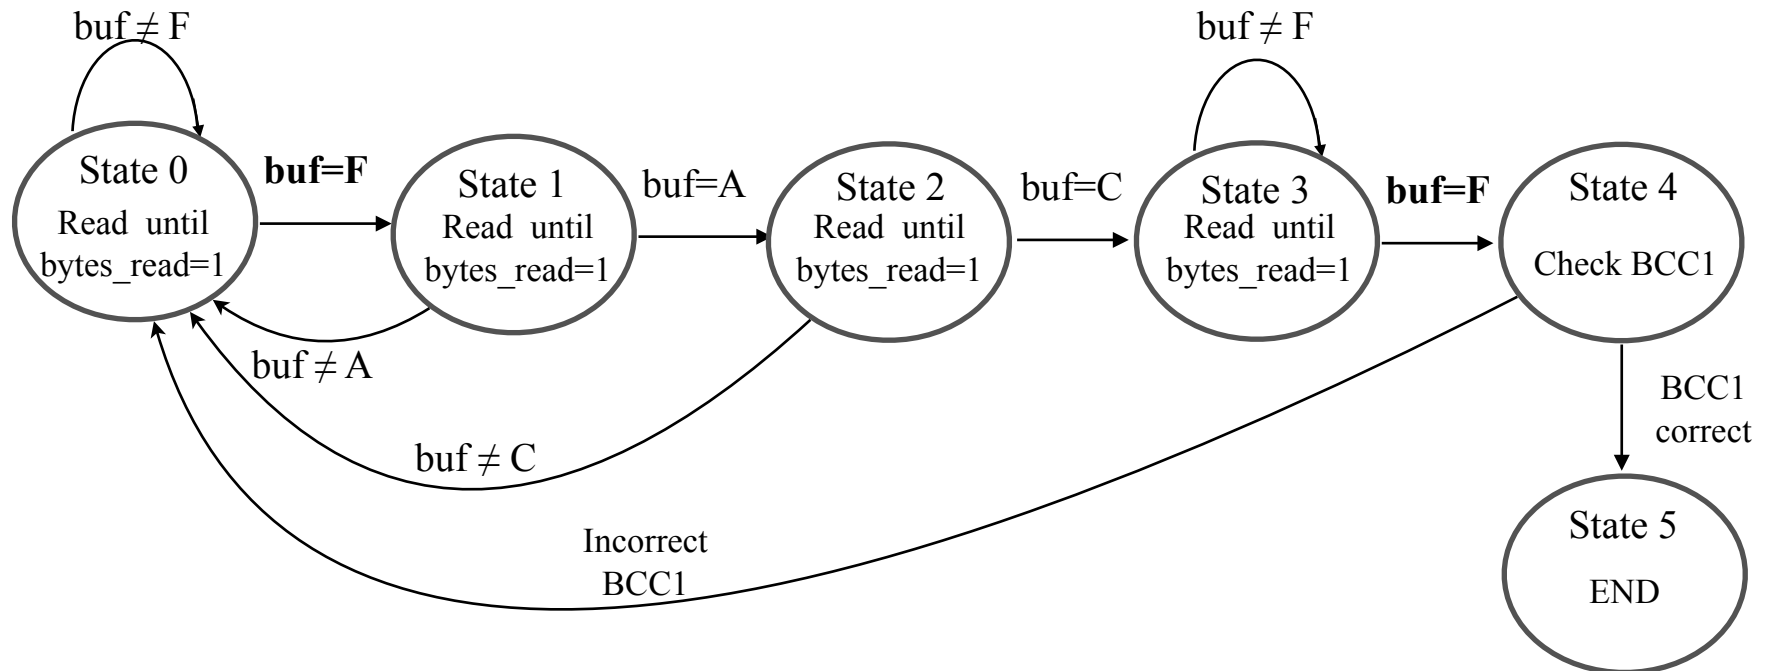 buf ≠ F
buf ≠ F
State 0
Read until
bytes_read=1
buf=F
State 1
Read until
bytes_read=1
buf=A
State 2
Read until
bytes_read=1
buf=C
State 3
Read until
bytes_read=1
buf=F
State 4
Check BCC1
buf ≠ A
BCC1
correct
buf ≠ C
Incorrect
BCC1
State 5
END